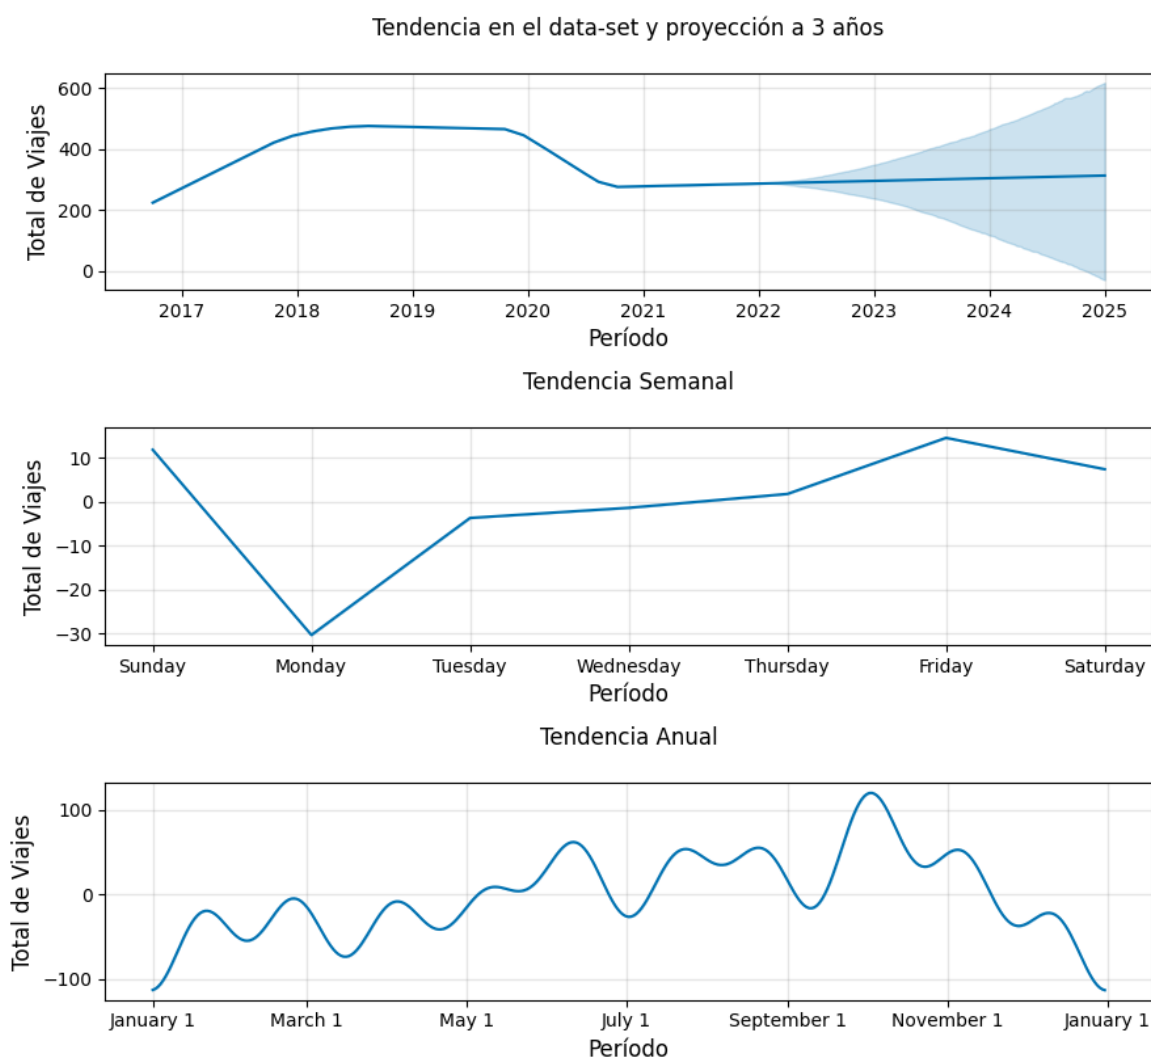 Tendencia en el data-set y proyección a 3 años
Total de Viajes
600
400
200
0
2017 2018 2019 2020 2021 2022 2023 2024 2025
Período
Tendencia Semanal
Total de Viajes
10
0
−10
−20
−30
Sunday Monday Tuesday Wednesday Thursday Friday Saturday
Período
Tendencia Anual
Total de Viajes
100
0
−100
January 1 March 1 May 1 July 1 September 1 November 1 January 1
Período